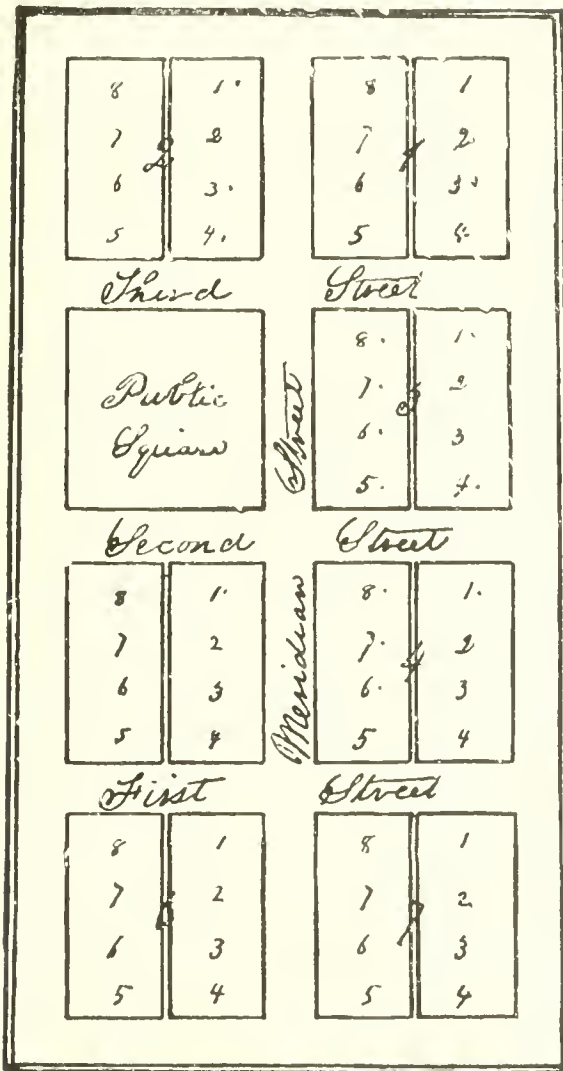 8 1. 8 1
7 2 7 2
2 1
6 3. 6 3.
5 4. 5
Third Street
Public
Square
8. 1.
7. 2
3
6. 3
5. 4.
Street
Second Street
8 1. 8. 1.
7 2 7. 2
4
6 3 6. 3
5 4 5 4
Meridian
First Street
8 1 8 1
7 2 7 2
6 3 6 3
5 4 5 4